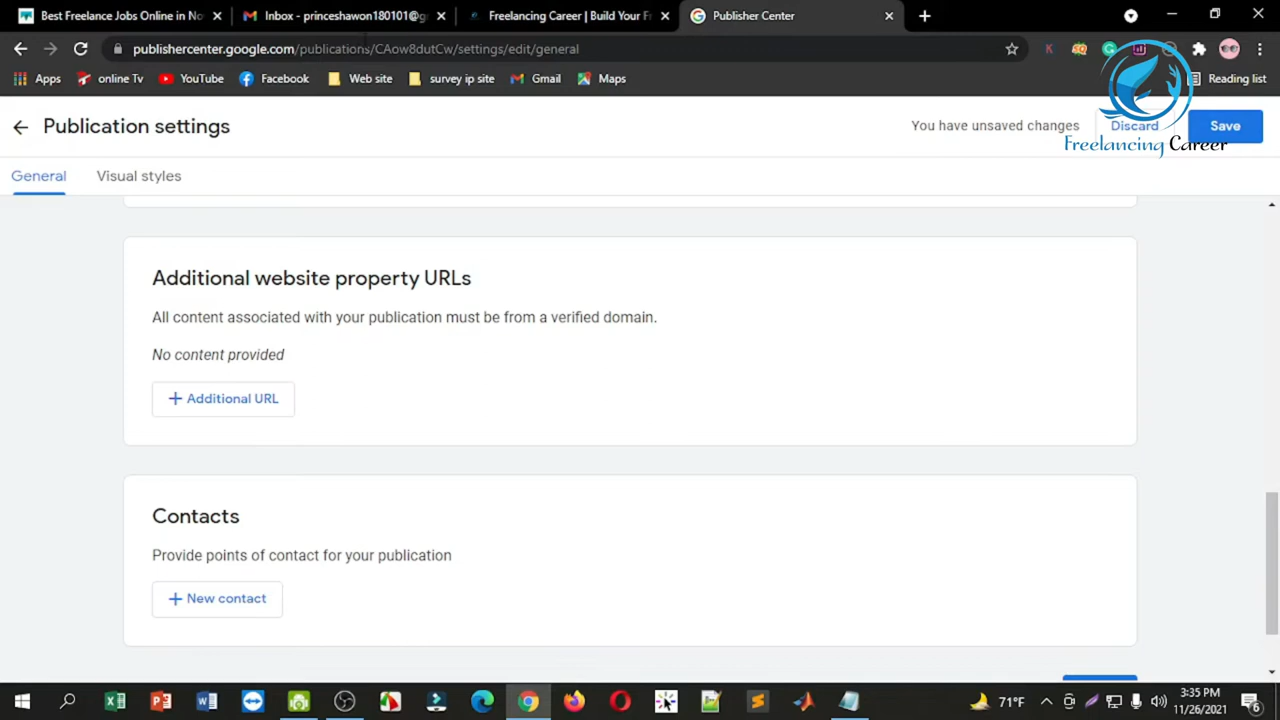 Best Freelance Jobs Online in No
Inbox - princeshawon180101@g
Freelancing Career | Build Your F
Publisher Center
publishercenter.google.com/publications/CAow8dutCw/settings/edit/general
Apps
online Tv
YouTube
Facebook
Web site
survey ip site
Gmail
Maps
Reading list
Publication settings
You have unsaved changes
Discard
Save
Freelancing Career
General
Visual styles
Additional website property URLs
All content associated with your publication must be from a verified domain.
No content provided
+ Additional URL
Contacts
Provide points of contact for your publication
+ New contact
71°F
3:35 PM
11/26/2021
6